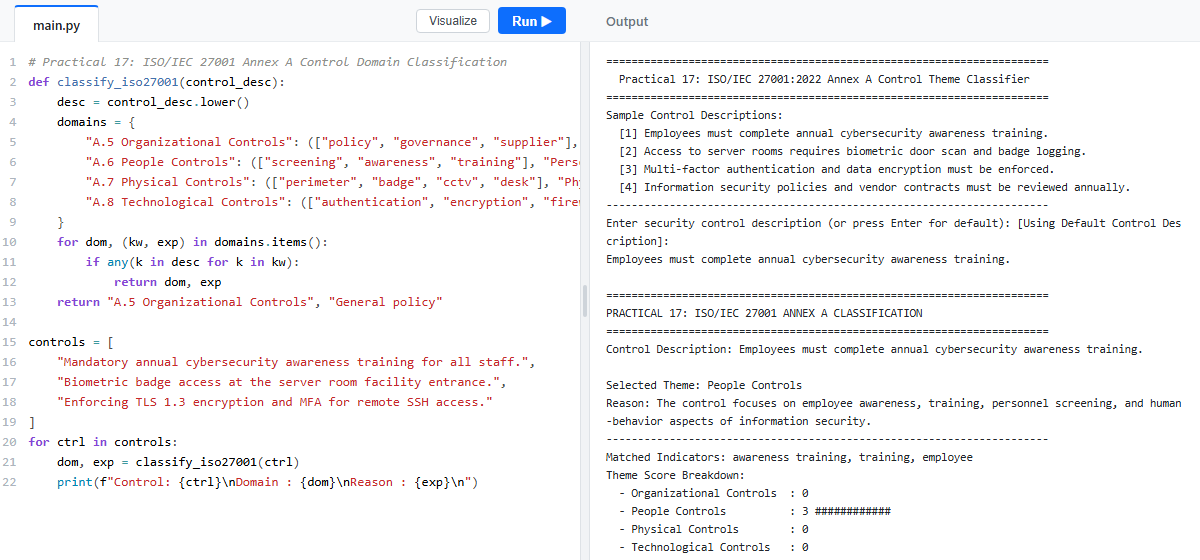 main.py
Visualize
Run ▶
Output
1 # Practical 17: ISO/IEC 27001 Annex A Control Domain Classification
2 def classify_iso27001(control_desc):
3     desc = control_desc.lower()
4     domains = {
5         "A.5 Organizational Controls": (["policy", "governance", "supplier"],
6         "A.6 People Controls": (["screening", "awareness", "training"], "Pers
7         "A.7 Physical Controls": (["perimeter", "badge", "cctv", "desk"], "Ph
8         "A.8 Technological Controls": (["authentication", "encryption", "fire
9     }
10     for dom, (kw, exp) in domains.items():
11         if any(k in desc for k in kw):
12             return dom, exp
13     return "A.5 Organizational Controls", "General policy"
14
15 controls = [
16     "Mandatory annual cybersecurity awareness training for all staff.",
17     "Biometric badge access at the server room facility entrance.",
18     "Enforcing TLS 1.3 encryption and MFA for remote SSH access."
19 ]
20 for ctrl in controls:
21     dom, exp = classify_iso27001(ctrl)
22     print(f"Control: {ctrl}\nDomain : {dom}\nReason : {exp}\n")
======================================================================
  Practical 17: ISO/IEC 27001:2022 Annex A Control Theme Classifier
======================================================================
Sample Control Descriptions:
  [1] Employees must complete annual cybersecurity awareness training.
  [2] Access to server rooms requires biometric door scan and badge logging.
  [3] Multi-factor authentication and data encryption must be enforced.
  [4] Information security policies and vendor contracts must be reviewed annually.
----------------------------------------------------------------------
Enter security control description (or press Enter for default): [Using Default Control Des
cription]:
Employees must complete annual cybersecurity awareness training.

======================================================================
PRACTICAL 17: ISO/IEC 27001 ANNEX A CLASSIFICATION
======================================================================
Control Description: Employees must complete annual cybersecurity awareness training.

Selected Theme: People Controls
Reason: The control focuses on employee awareness, training, personnel screening, and human
-behavior aspects of information security.
----------------------------------------------------------------------
Matched Indicators: awareness training, training, employee
Theme Score Breakdown:
  - Organizational Controls  : 0
  - People Controls          : 3 ############
  - Physical Controls        : 0
  - Technological Controls   : 0